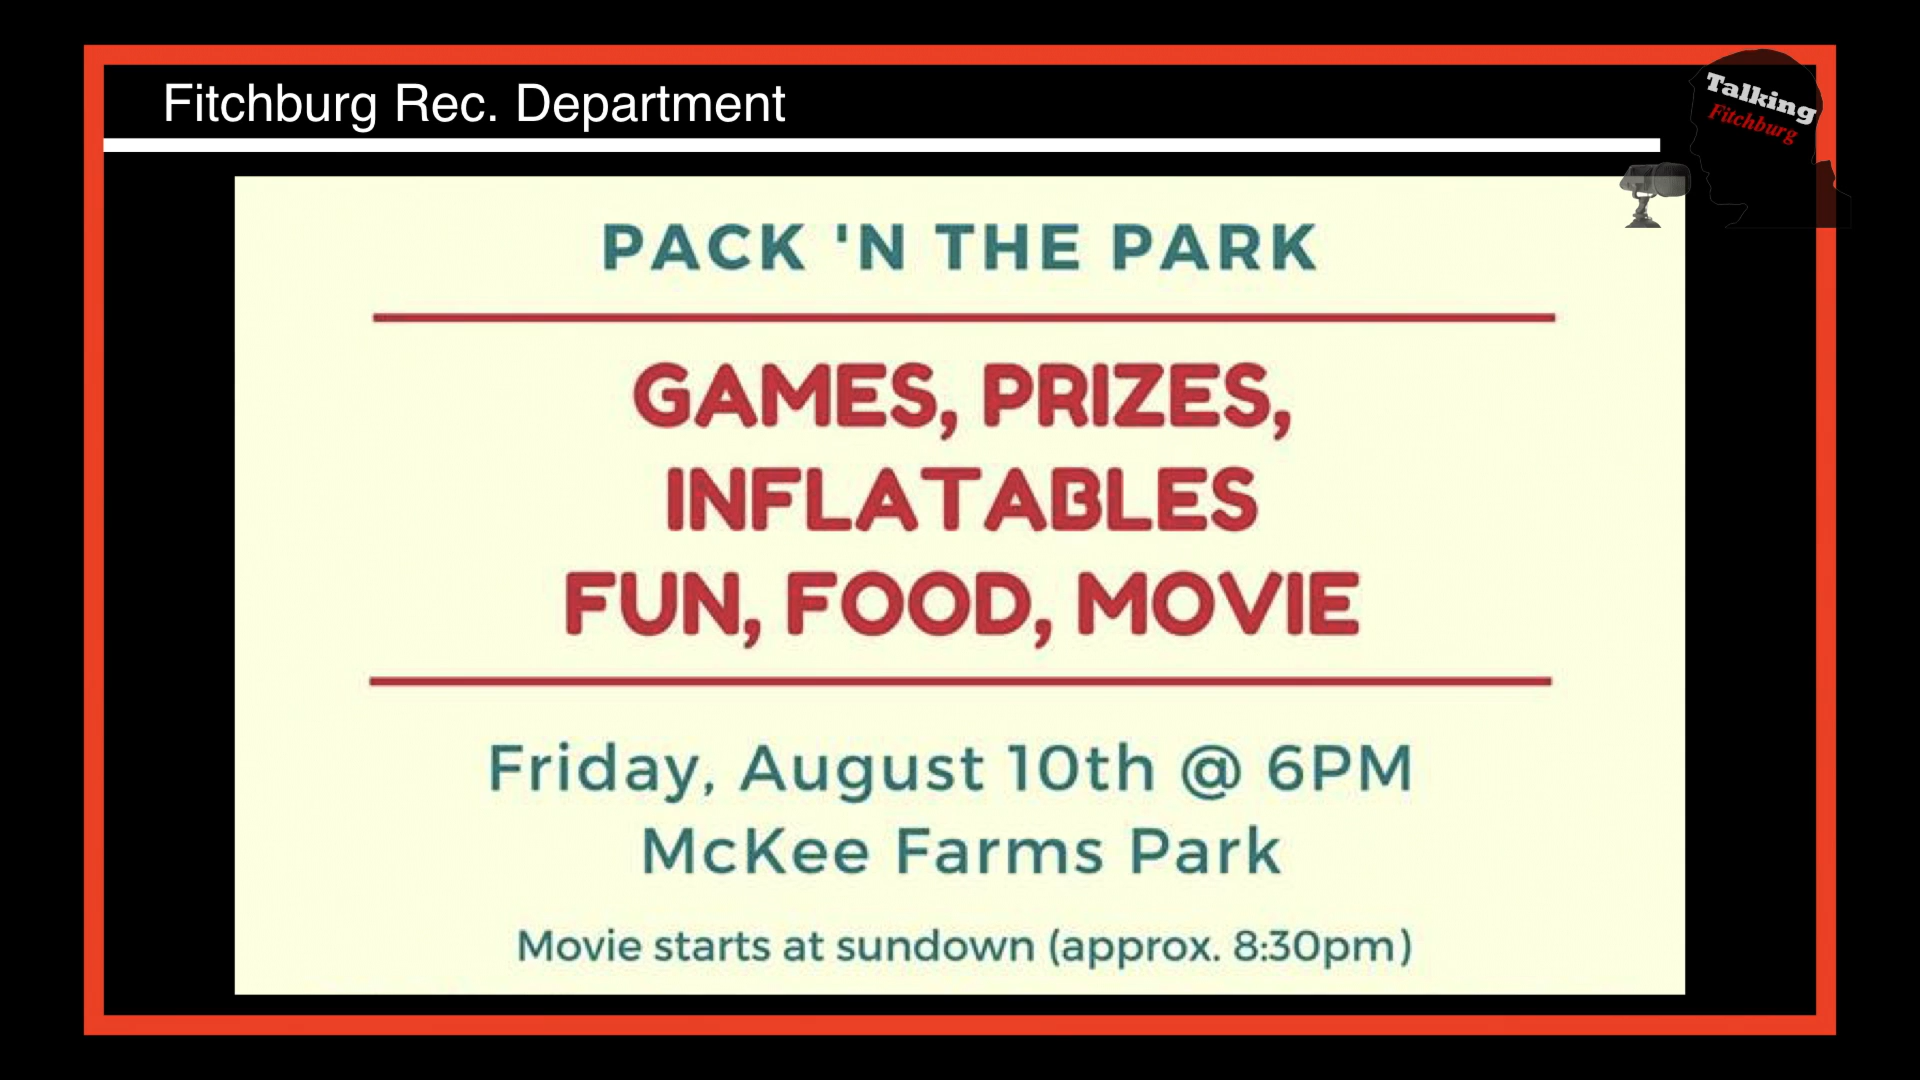 Fitchburg Rec. Department
Talking
Fitchburg
PACK 'N THE PARK
GAMES, PRIZES,
INFLATABLES
FUN, FOOD, MOVIE
Friday, August 10th @ 6PM
McKee Farms Park
Movie starts at sundown (approx. 8:30pm)